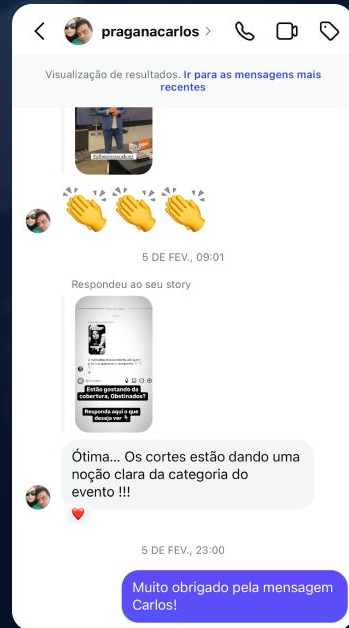 praganacarlos
Visualização de resultados. Ir para as mensagens mais
recentes
5 DE FEV., 09:01
Respondeu ao seu story
Estão gostando da
cobertura, Obstinados?
Responda aqui o que
deseja ver
Ótima... Os cortes estão dando uma
noção clara da categoria do
evento !!!
5 DE FEV., 23:00
Muito obrigado pela mensagem
Carlos!